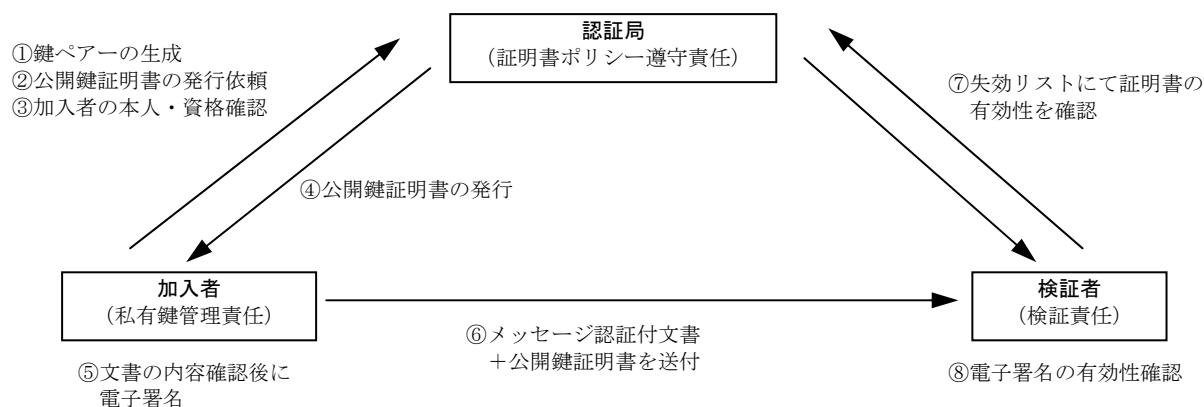 認証局
（証明書ポリシー遵守責任）
①鍵ペアーの生成
②公開鍵証明書の発行依頼
③加入者の本人・資格確認
⑦失効リストにて証明書の
有効性を確認
④公開鍵証明書の発行
加入者
（私有鍵管理責任）
検証者
（検証責任）
⑥メッセージ認証付文書
＋公開鍵証明書を送付
⑤文書の内容確認後に
電子署名
⑧電子署名の有効性確認